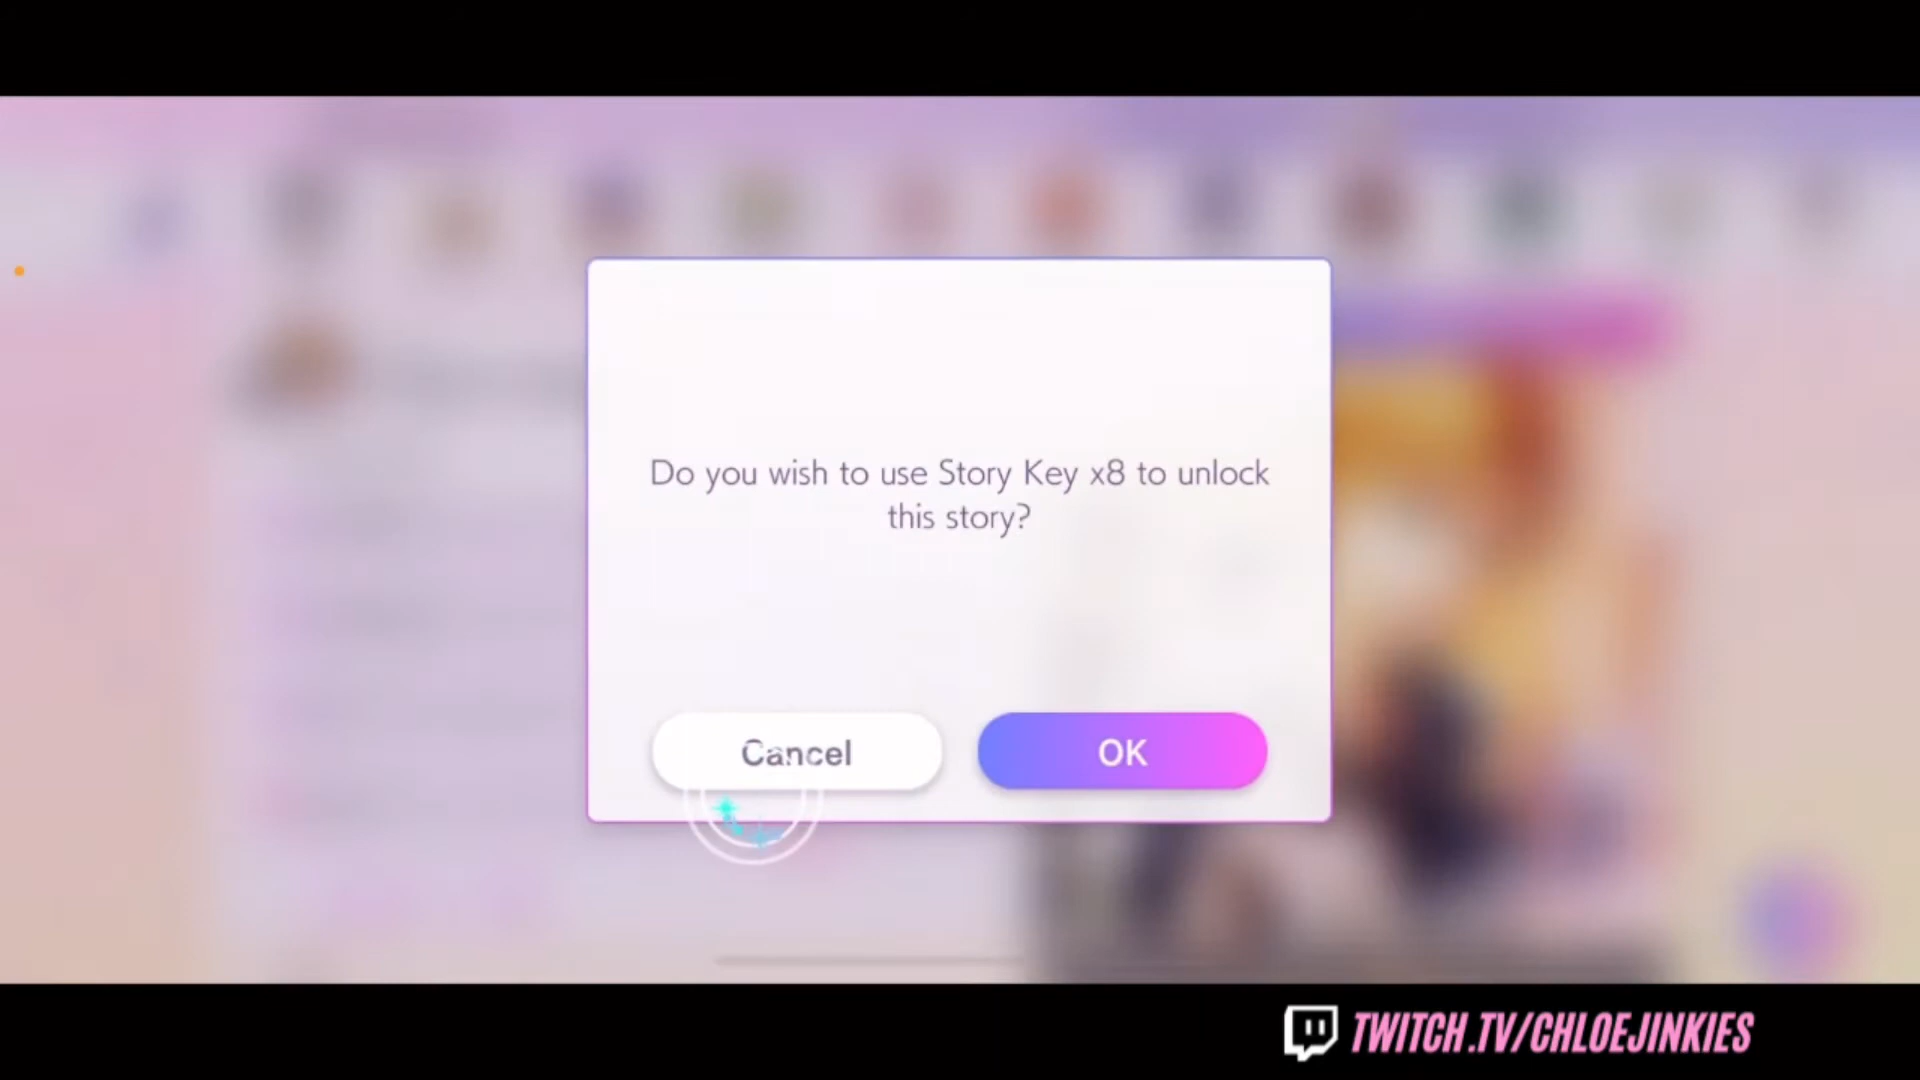 Do you wish to use Story Key x8 to unlock
this story?
Cancel
OK
TWITCH.TV/CHLOEJINKIES